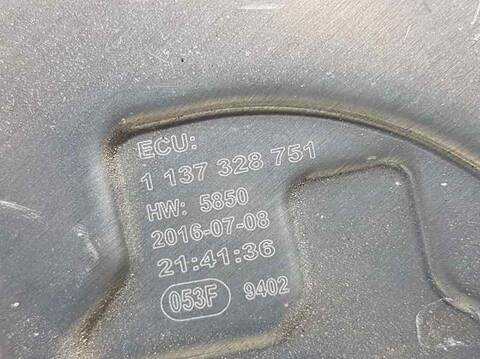 ECU:
1 137 328 751
HW: 5850
2016-07-08
21:41:36
053F 9402